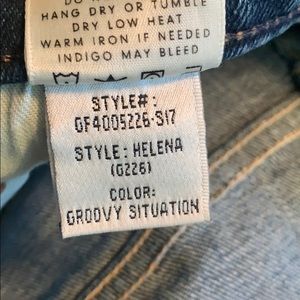 HANG DRY OR TUMBLE
DRY LOW HEAT
WARM IRON IF NEEDED
INDIGO MAY BLEED
STYLE#:
GF4005226-S17
STYLE: HELENA
(G226)
COLOR:
GROOVY SITUATION